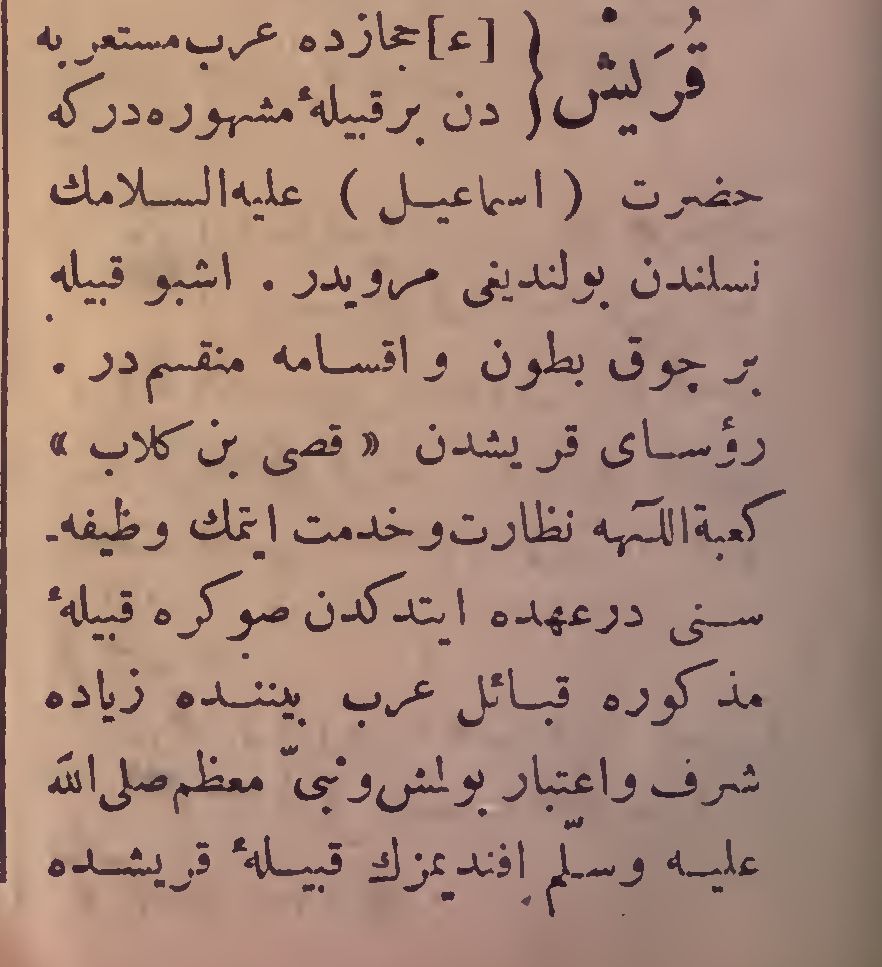 قُرَيْش { [ع] حجازده عرب مستعربه
دن بر قبیلهٔ مشهوره در که
حضرت ( اسماعیل ) علیه السلامك
نسلندن بولندیغی مرویدر . اشبو قبیله
بر چوق بطون و اقسامه منقسم در .
رؤسای قریشدن « قصی بن کلاب »
کعبة اللّهه نظارت و خدمت ایتمك وظیفه‌ـ
سنی در عهده ایتدکدن صوکره قبیلهٔ
مذکوره قبائل عرب بیننده زیاده
شرف و اعتبار بولمش و نبیّ معظم صلی الله
علیه وسلّم افندیمزك قبیلهٔ قریشده